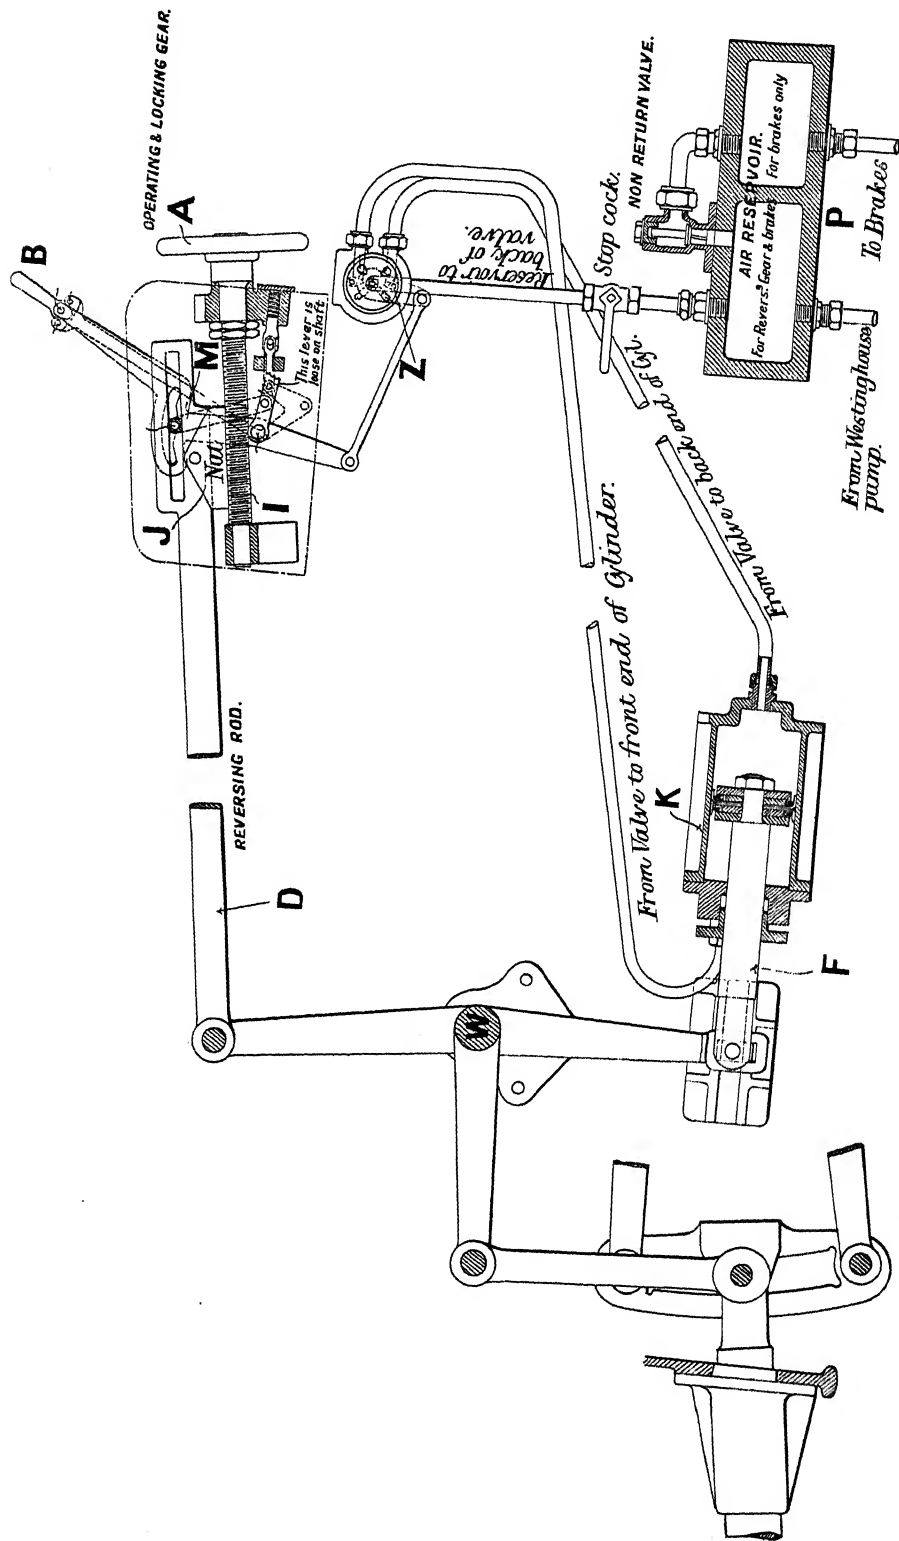 B
OPERATING & LOCKING GEAR.
A
M
This lever is
loose on shaft
J
Nut
I
Z
Reservoir to
back of
valve.
Stop cock.
NON RETURN VALVE.
AIR RESERVOIR.
For Revers.g Gear & brakes
For brakes only
P
To Brakes
From Westinghouse
pump.
From Valve to back end of Cyl.
From Valve to front end of Cylinder.
REVERSING ROD.
D
K
W
F